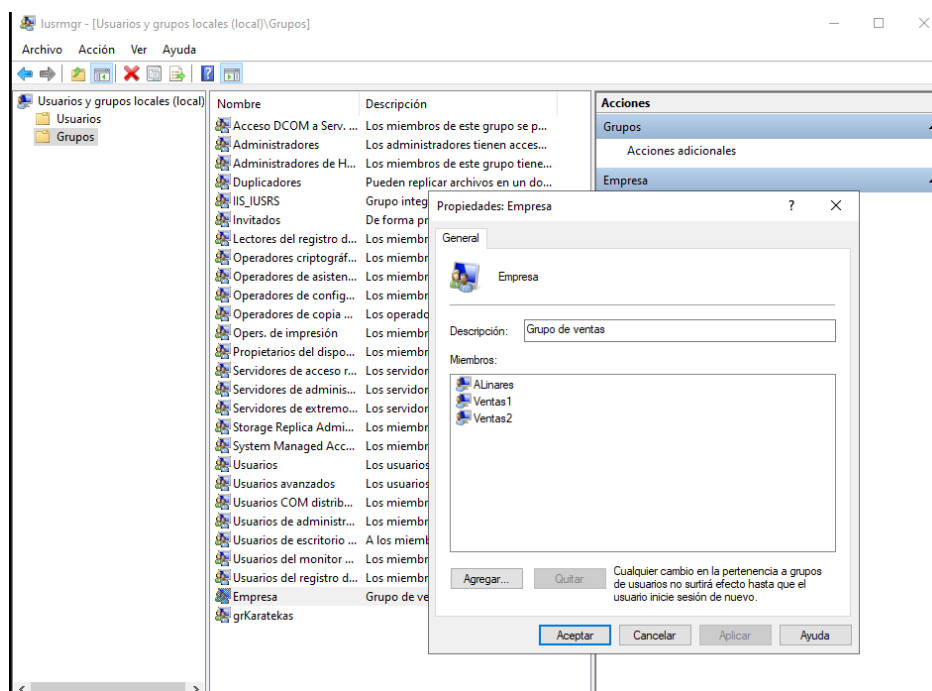 lusrmgr - [Usuarios y grupos locales (local)\Grupos]
Archivo Acción Ver Ayuda
Usuarios y grupos locales (local)
Usuarios
Grupos
Nombre Descripción
Acceso DCOM a Serv. ... Los miembros de este grupo se p...
Administradores Los administradores tienen acces...
Administradores de H... Los miembros de este grupo tiene...
Duplicadores Pueden replicar archivos en un do...
IIS_IUSRS Grupo integ
Invitados De forma pr
Lectores del registro d... Los miembr
Operadores criptográf... Los miembr
Operadores de asisten... Los miembr
Operadores de config... Los miembr
Operadores de copia ... Los operado
Opers. de impresión Los miembr
Propietarios del dispo... Los miembr
Servidores de acceso r... Los servidor
Servidores de adminis... Los servidor
Servidores de extremo... Los servidor
Storage Replica Admi... Los miembr
System Managed Acc... Los miembr
Usuarios Los usuarios
Usuarios avanzados Los usuarios
Usuarios COM distrib... Los miembr
Usuarios de administr... Los miembr
Usuarios de escritorio ... A los miemb
Usuarios del monitor ... Los miembr
Usuarios del registro d... Los miembr
Empresa Grupo de ve
grKaratekas
Acciones
Grupos
Acciones adicionales
Empresa
Propiedades: Empresa ?
General
Empresa
Descripción: Grupo de ventas
Miembros:
ALinares
Ventas1
Ventas2
Agregar... Quitar
Cualquier cambio en la pertenencia a grupos
de usuarios no surtirá efecto hasta que el
usuario inicie sesión de nuevo.
Aceptar Cancelar Aplicar Ayuda